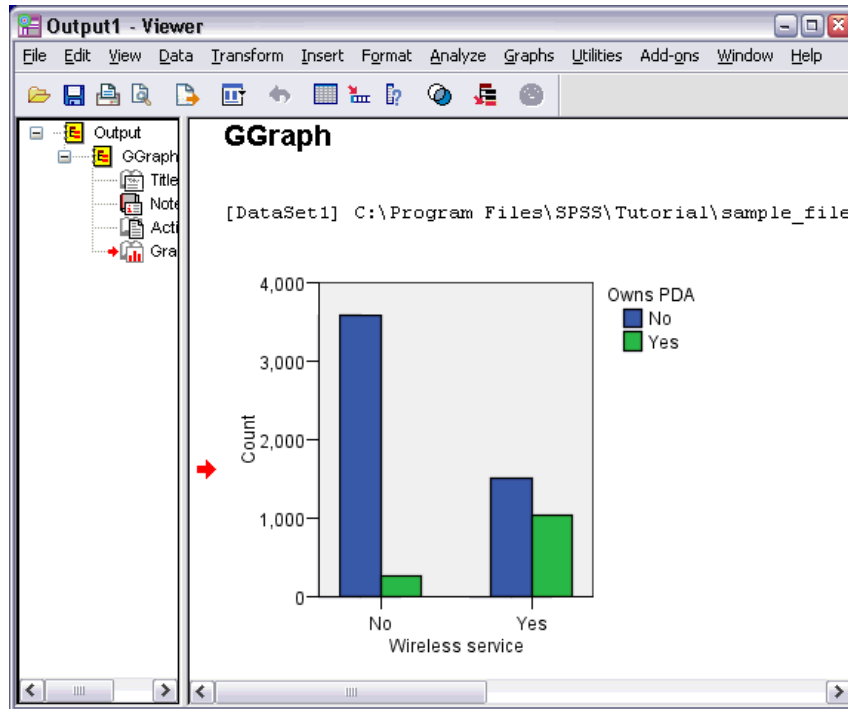 Output1 - Viewer
File Edit View Data Transform Insert Format Analyze Graphs Utilities Add-ons Window Help
Output
GGraph
Title
Note
Acti
Gra
GGraph
[DataSet1] C:\Program Files\SPSS\Tutorial\sample_file
4,000
3,000
2,000
1,000
0
Count
No
Yes
Wireless service
Owns PDA
No
Yes